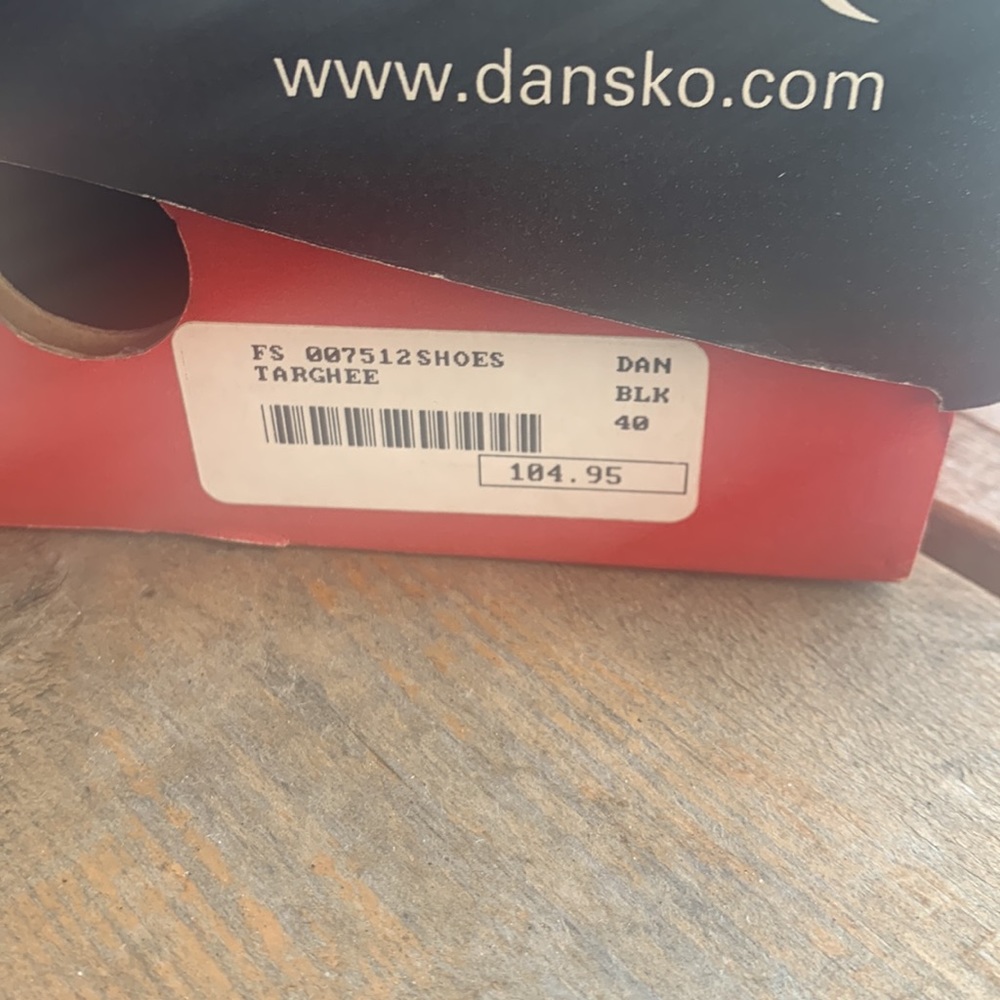 www.dansko.com
FS 007512SHOES DAN
TARGHEE
BLK
40
104.95